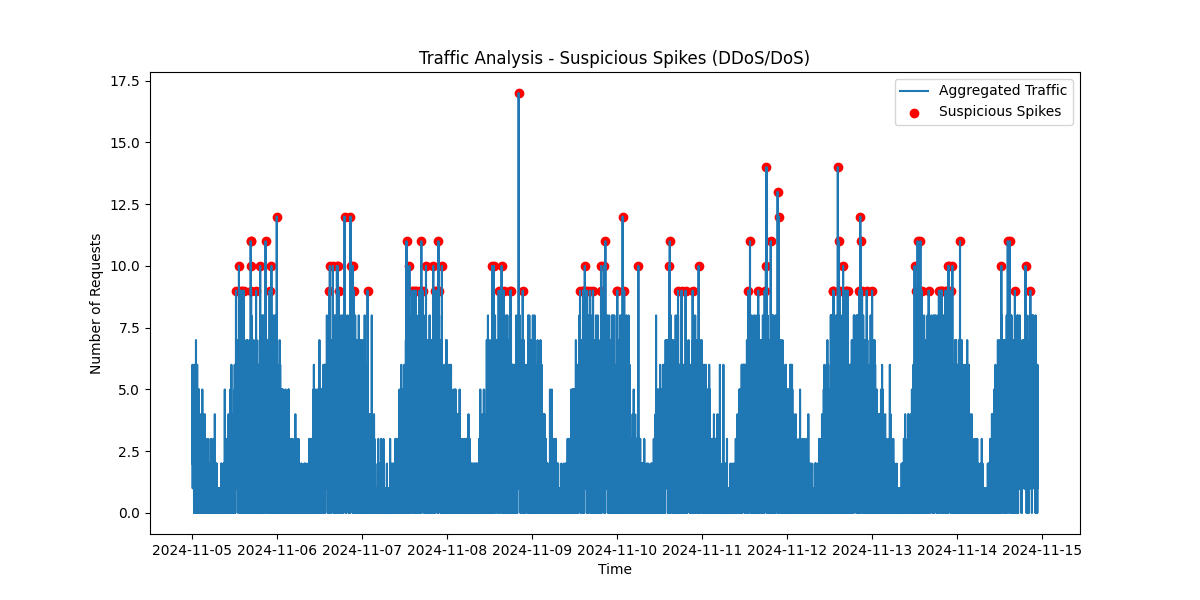 Traffic Analysis - Suspicious Spikes (DDoS/DoS)
17.5
15.0
12.5
10.0
7.5
5.0
2.5
0.0
Number of Requests
Aggregated Traffic
Suspicious Spikes
2024-11-05 2024-11-06 2024-11-07 2024-11-08 2024-11-09 2024-11-10 2024-11-11 2024-11-12 2024-11-13 2024-11-14 2024-11-15
Time